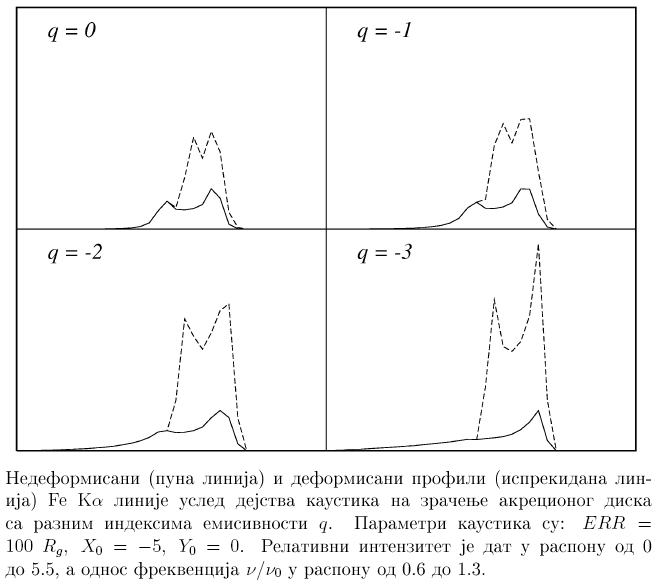 q = 0
q = -1
q = -2
q = -3
Недеформисани (пуна линија) и деформисани профили (испрекидана лин-
ија) Fe Kα линије услед дејства каустика на зрачење акреционог диска
са разним индексима емисивности q. Параметри каустика су: ERR =
100 R_g, X_0 = −5, Y_0 = 0. Релативни интензитет је дат у распону од 0
до 5.5, а однос фреквенција ν/ν_0 у распону од 0.6 до 1.3.